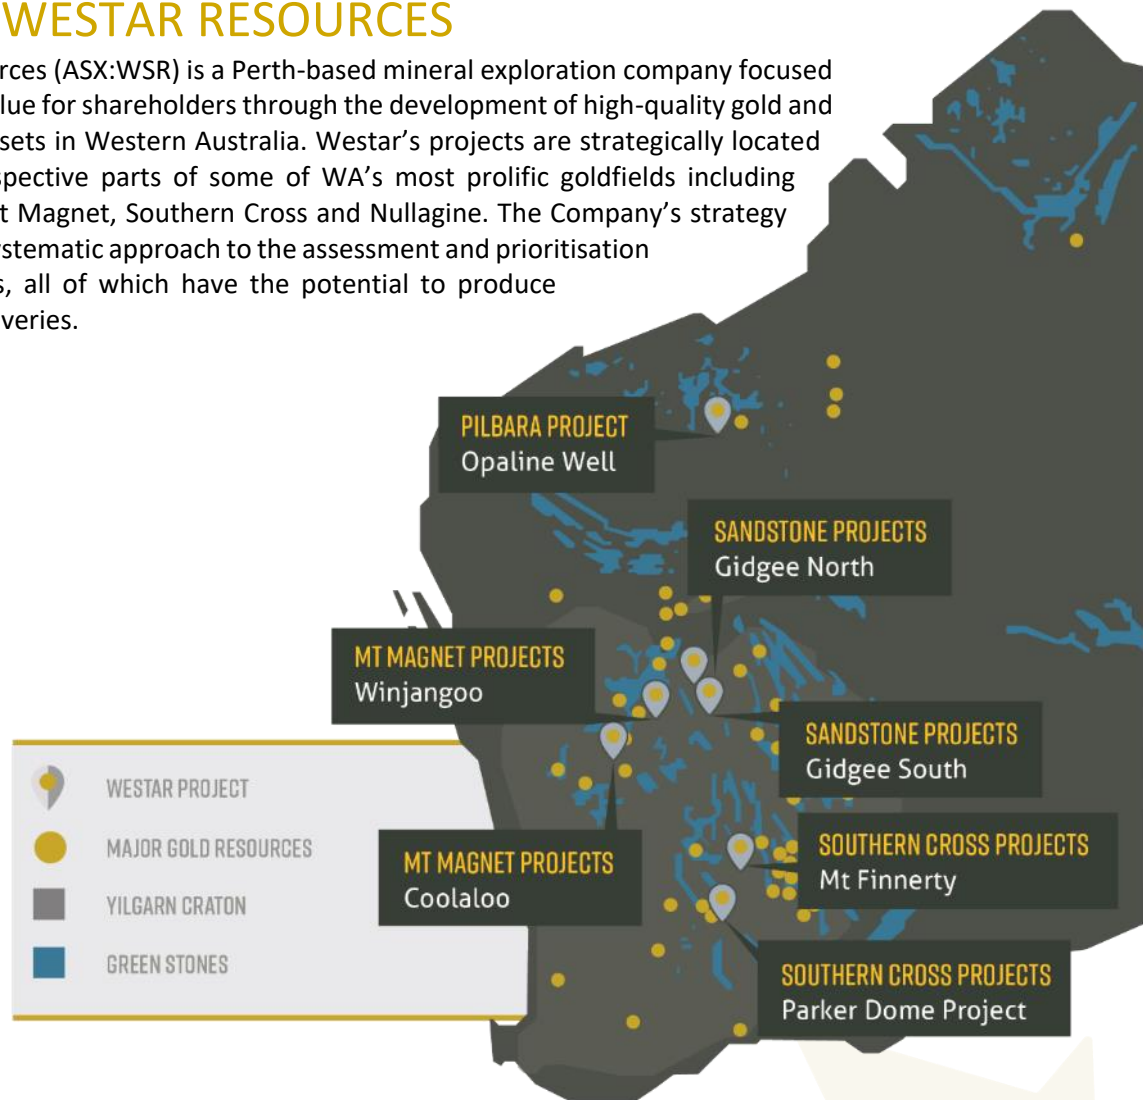 WESTAR RESOURCES
rces (ASX:WSR) is a Perth-based mineral exploration company focused
lue for shareholders through the development of high-quality gold and
sets in Western Australia. Westar’s projects are strategically located
spective parts of some of WA’s most prolific goldfields including
t Magnet, Southern Cross and Nullagine. The Company’s strategy
stematic approach to the assessment and prioritisation
s, all of which have the potential to produce
veries.
PILBARA PROJECT
Opaline Well
SANDSTONE PROJECTS
Gidgee North
MT MAGNET PROJECTS
Winjangoo
SANDSTONE PROJECTS
Gidgee South
WESTAR PROJECT
MAJOR GOLD RESOURCES
YILGARN CRATON
GREEN STONES
MT MAGNET PROJECTS
Coolaloo
SOUTHERN CROSS PROJECTS
Mt Finnerty
SOUTHERN CROSS PROJECTS
Parker Dome Project